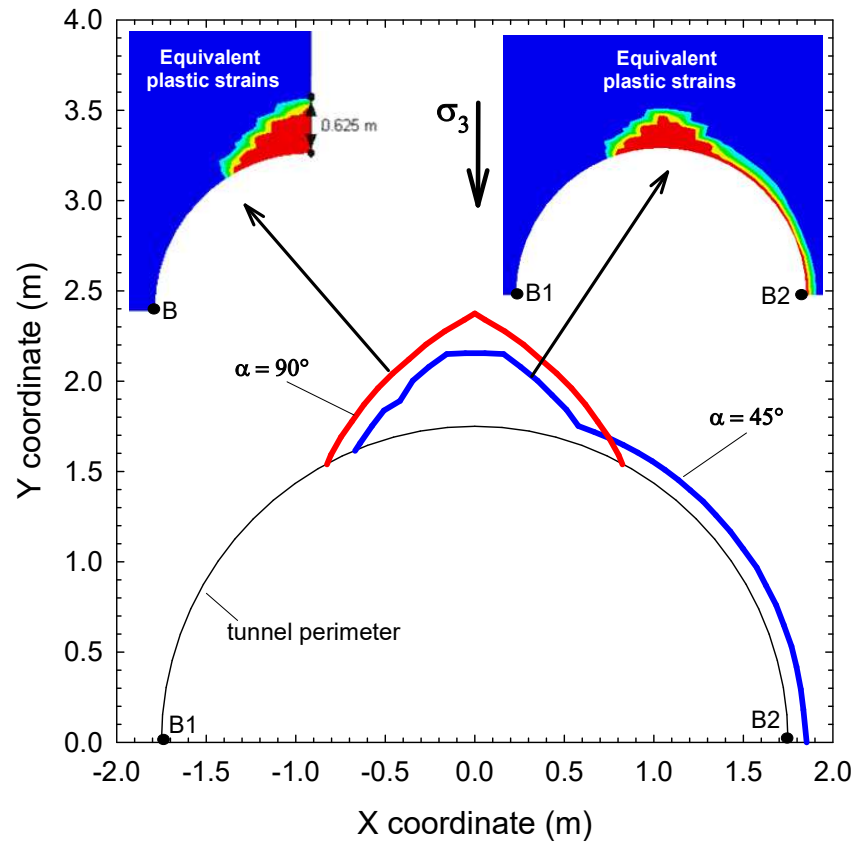 Equivalent
plastic strains
0.625 m
B
σ3
Equivalent
plastic strains
B1
B2
α = 90°
α = 45°
tunnel perimeter
B1
B2
Y coordinate (m)
4.0
3.5
3.0
2.5
2.0
1.5
1.0
0.5
0.0
-2.0 -1.5 -1.0 -0.5 0.0 0.5 1.0 1.5 2.0
X coordinate (m)